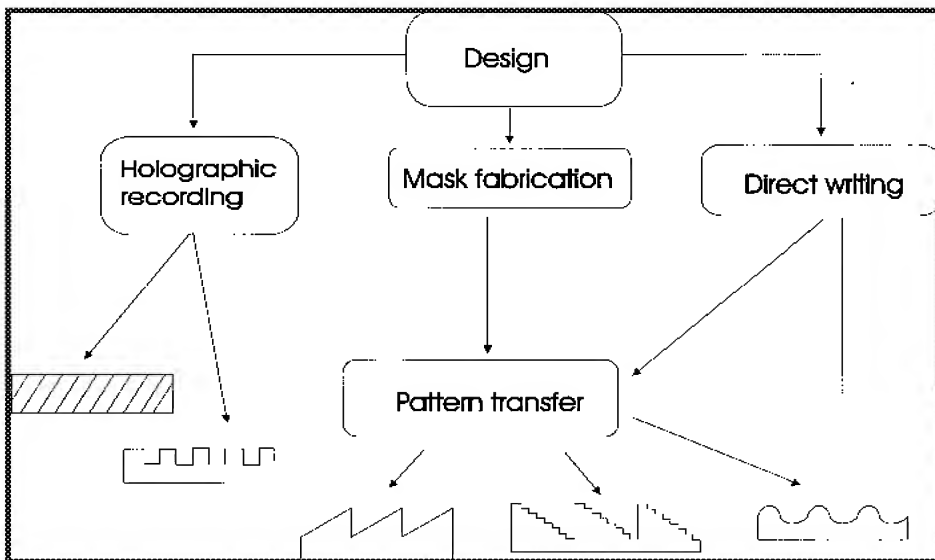 Design
Holographic
recording
Mask fabrication
Direct writing
Pattern transfer